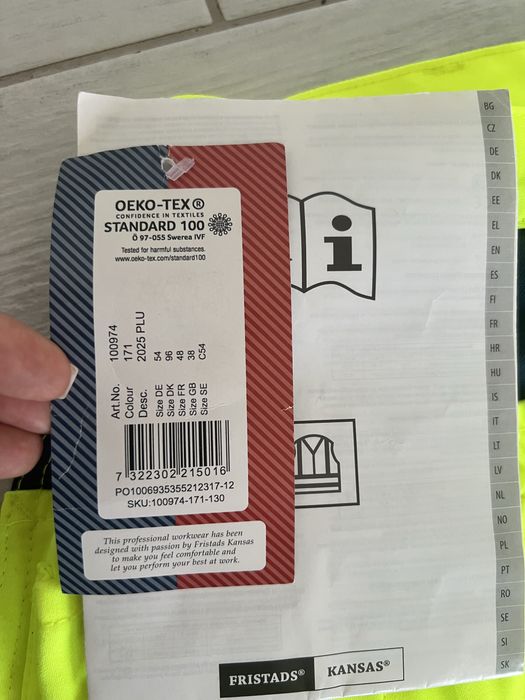 OEKO-TEX®
CONFIDENCE IN TEXTILES
STANDARD 100
Ö 97-055 Swerea IVF
Tested for harmful substances.
www.oeko-tex.com/standard100
Art.No. 100974
Colour 171
Desc. 2025 PLU
Size DE 54
Size DK 96
Size FR 48
Size GB 38
Size SE C54
7 322302 215016
PO1006935355212317-12
SKU:100974-171-130
This professional workwear has been
designed with passion by Fristads Kansas
to make you feel comfortable and
let you perform your best at work.
i
BG
CZ
DE
DK
EE
EL
EN
ES
FI
FR
HR
HU
IS
IT
LT
LV
NL
NO
PL
PT
RO
SE
SI
SK
FRISTADS® KANSAS®